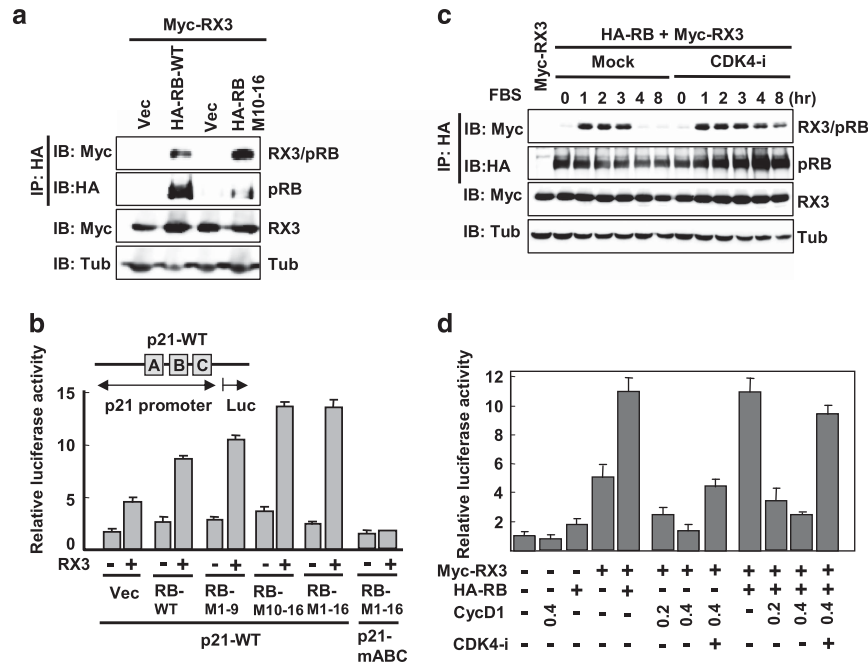 a
Myc-RX3
Vec
HA-RB-WT
Vec
HA-RB
M10-16
IP: HA
IB: Myc
RX3/pRB
IB:HA
pRB
IB: Myc
RX3
IB: Tub
Tub
c
Myc-RX3
HA-RB + Myc-RX3
Mock CDK4-i
FBS 0 1 2 3 4 8 0 1 2 3 4 8 (hr)
IP: HA
IB: Myc
RX3/pRB
IB:HA
pRB
IB: Myc
RX3
IB: Tub
Tub
b
p21-WT
A B C
p21 promoter Luc
Relative luciferase activity
15
10
5
0
RX3 - + - + - + - + - + - +
Vec RB-WT RB-M1-9 RB-M10-16 RB-M1-16 RB-M1-16
p21-WT
p21-mABC
d
Relative luciferase activity
12
10
8
6
4
2
Myc-RX3 - - - + + + + + + + + +
HA-RB - - + - + - - - + + + +
CycD1 - 0.4 - - - 0.2 0.4 0.4 - 0.2 0.4 0.4
CDK4-i - - - - - - - + - - - +